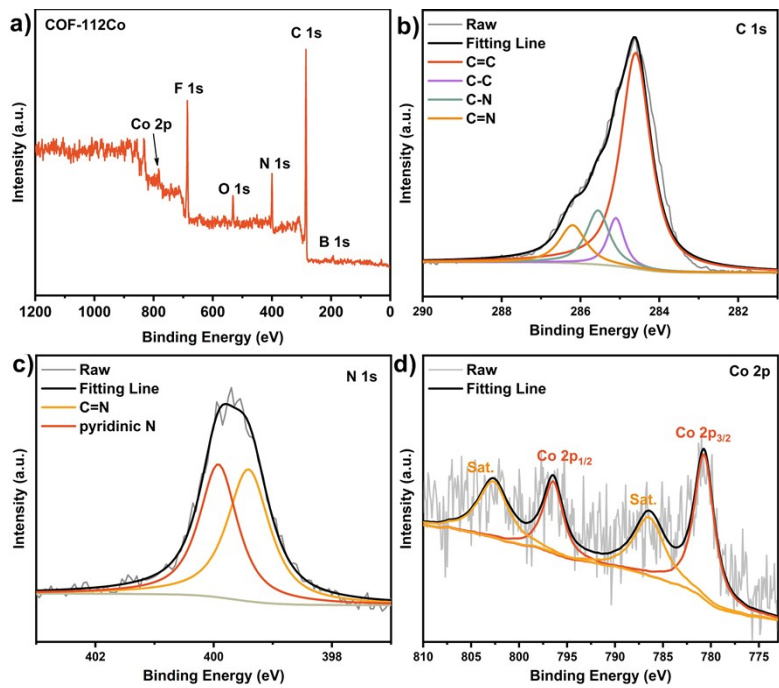 a)
COF-112Co
C 1s
F 1s
Co 2p
N 1s
O 1s
B 1s
Intensity (a.u.)
1200 1000 800 600 400 200 0
Binding Energy (eV)
b)
C 1s
Raw
Fitting Line
C=C
C-C
C-N
C=N
Intensity (a.u.)
290 288 286 284 282
Binding Energy (eV)
c)
N 1s
Raw
Fitting Line
C=N
pyridinic N
Intensity (a.u.)
402 400 398
Binding Energy (eV)
d)
Co 2p
Raw
Fitting Line
Co 2p3/2
Co 2p1/2
Sat.
Sat.
Intensity (a.u.)
810 805 800 795 790 785 780 775
Binding Energy (eV)